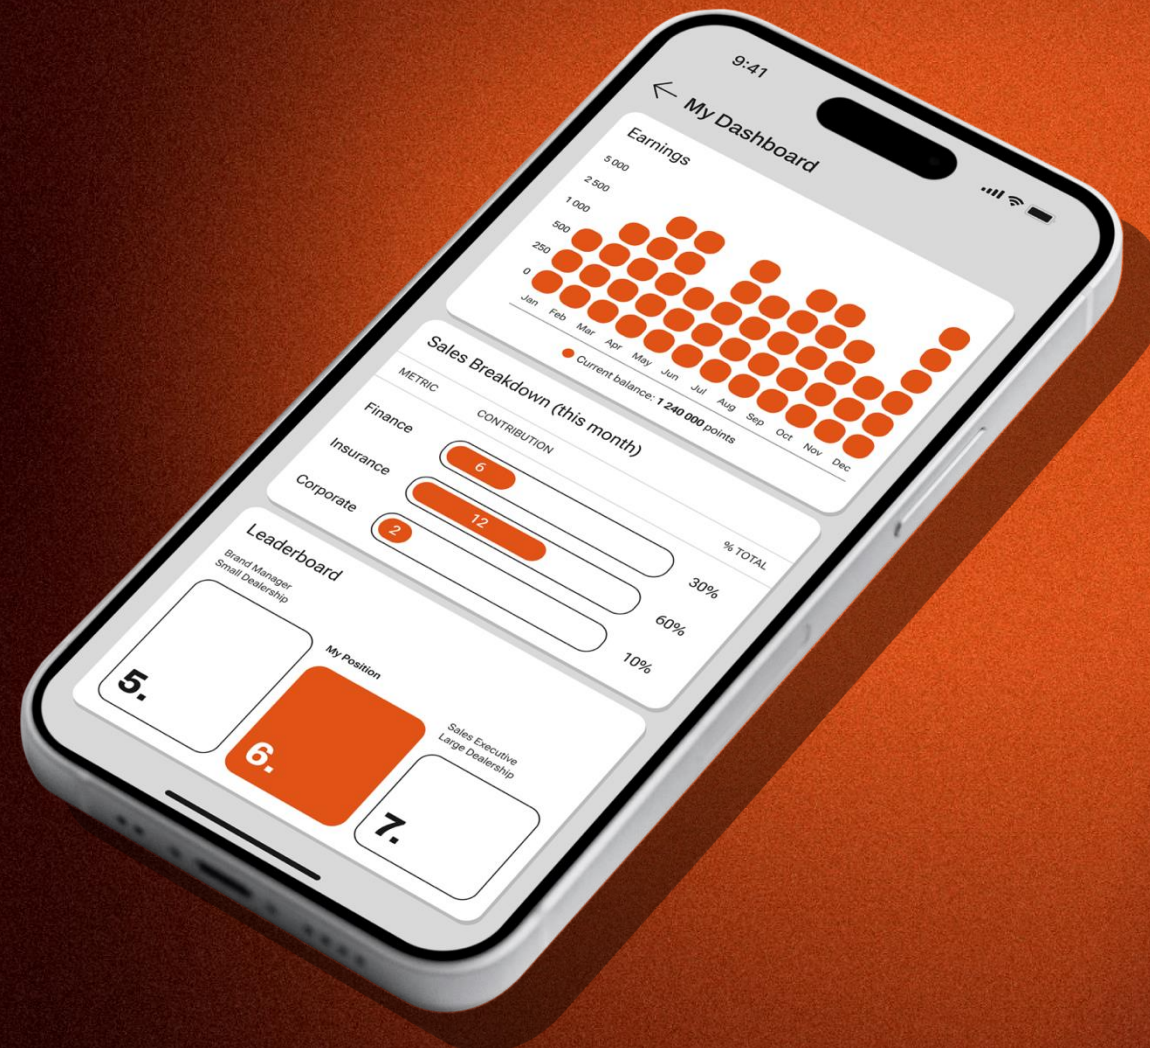 9:41
My Dashboard
Earnings
5 000
2 500
1 000
500
250
0
Jan Feb Mar Apr May Jun Jul Aug Sep Oct Nov Dec
Current balance: 1 240 000 points
Sales Breakdown (this month)
METRIC CONTRIBUTION % TOTAL
Finance 6 30%
Insurance 12 60%
Corporate 2 10%
Leaderboard
Brand Manager
Small Dealership
5.
My Position
6.
Sales Executive
Large Dealership
7.